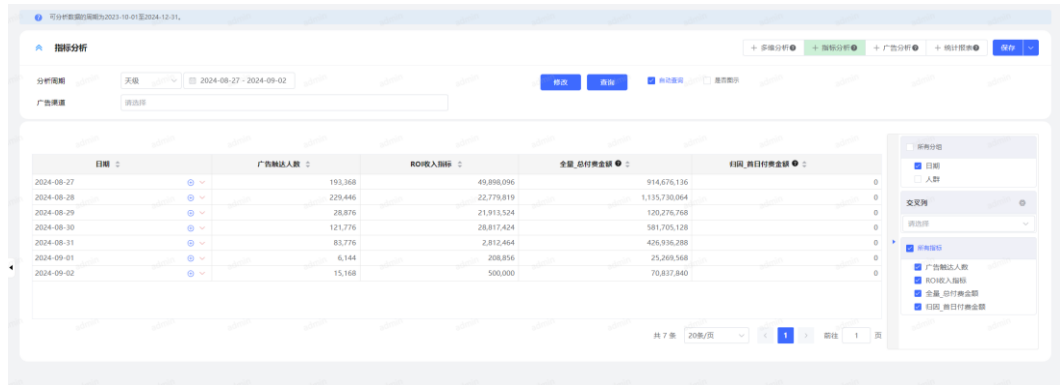 可分析数据的周期为2023-10-01至2024-12-31。
指标分析
+ 多维分析 + 指标分析 + 广告分析 + 统计报表 保存
分析周期 天级 2024-08-27 - 2024-09-02 修改 查询 自动查询 是否图示
广告渠道 请选择
日期 广告触达人数 ROI收入指标 全量_总付费金额 归因_首日付费金额
2024-08-27 193,368 49,898,096 914,676,136 0
2024-08-28 229,446 22,779,819 1,135,730,064 0
2024-08-29 28,876 21,913,524 120,276,768 0
2024-08-30 121,776 28,817,424 581,705,128 0
2024-08-31 83,776 2,812,464 426,936,288 0
2024-09-01 6,144 208,856 25,269,568 0
2024-09-02 15,168 500,000 70,837,840 0
共 7 条 20条/页 1 前往 1 页
所有分组
日期
人群
交叉列
请选择
所有指标
广告触达人数
ROI收入指标
全量_总付费金额
归因_首日付费金额